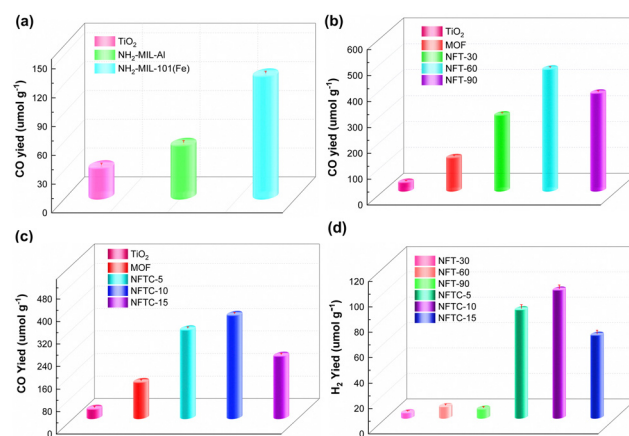 (a)
TiO₂
NH₂-MIL-Al
NH₂-MIL-101(Fe)
CO yied (umol g⁻¹)
150
120
90
60
30
0
(b)
TiO₂
MOF
NFT-30
NFT-60
NFT-90
CO yied (umol g⁻¹)
600
500
400
300
200
100
0
(c)
TiO₂
MOF
NFTC-5
NFTC-10
NFTC-15
CO Yied (umol g⁻¹)
480
400
320
240
160
80
0
(d)
NFT-30
NFT-60
NFT-90
NFTC-5
NFTC-10
NFTC-15
H₂ Yied (umol g⁻¹)
120
100
80
60
40
20
0